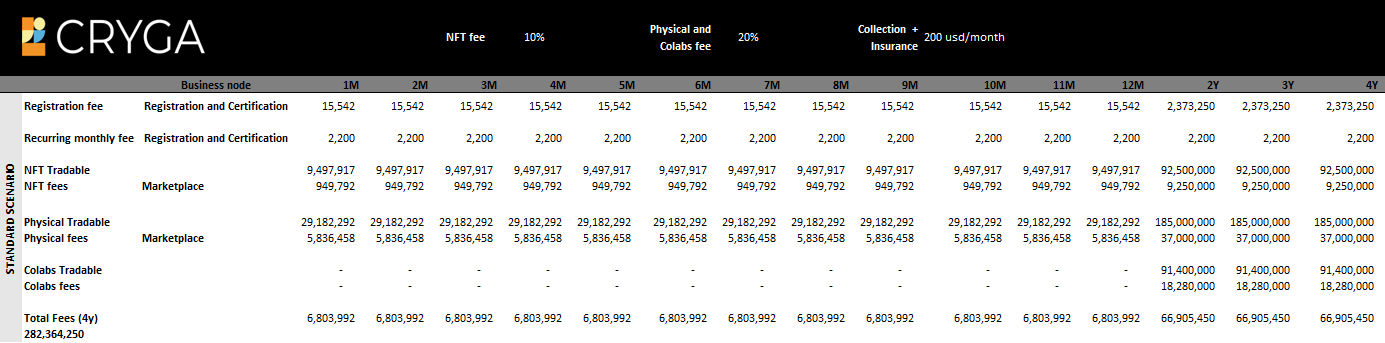 CRYGA
NFT fee 10% Physical and Colabs fee 20% Collection + Insurance 200 usd/month
Business node 1M 2M 3M 4M 5M 6M 7M 8M 9M 10M 11M 12M 2Y 3Y 4Y
STANDARD SCENARIO
Registration fee Registration and Certification 15,542 15,542 15,542 15,542 15,542 15,542 15,542 15,542 15,542 15,542 15,542 15,542 2,373,250 2,373,250 2,373,250
Recurring monthly fee Registration and Certification 2,200 2,200 2,200 2,200 2,200 2,200 2,200 2,200 2,200 2,200 2,200 2,200 2,200 2,200 2,200
NFT Tradable 9,497,917 9,497,917 9,497,917 9,497,917 9,497,917 9,497,917 9,497,917 9,497,917 9,497,917 9,497,917 9,497,917 9,497,917 92,500,000 92,500,000 92,500,000
NFT fees Marketplace 949,792 949,792 949,792 949,792 949,792 949,792 949,792 949,792 949,792 949,792 949,792 949,792 9,250,000 9,250,000 9,250,000
Physical Tradable 29,182,292 29,182,292 29,182,292 29,182,292 29,182,292 29,182,292 29,182,292 29,182,292 29,182,292 29,182,292 29,182,292 29,182,292 185,000,000 185,000,000 185,000,000
Physical fees Marketplace 5,836,458 5,836,458 5,836,458 5,836,458 5,836,458 5,836,458 5,836,458 5,836,458 5,836,458 5,836,458 5,836,458 5,836,458 37,000,000 37,000,000 37,000,000
Colabs Tradable - - - - - - - - - - - - 91,400,000 91,400,000 91,400,000
Colabs fees - - - - - - - - - - - - 18,280,000 18,280,000 18,280,000
Total Fees (4y) 6,803,992 6,803,992 6,803,992 6,803,992 6,803,992 6,803,992 6,803,992 6,803,992 6,803,992 6,803,992 6,803,992 6,803,992 66,905,450 66,905,450 66,905,450
282,364,250